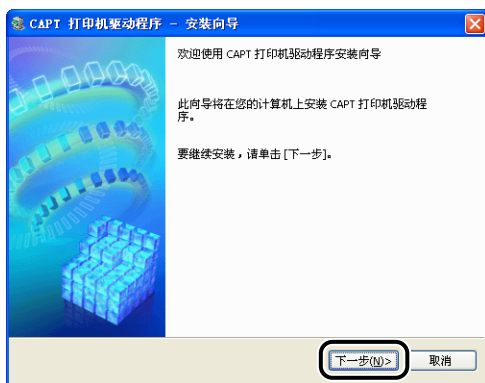 CAPT 打印机驱动程序 - 安装向导
欢迎使用 CAPT 打印机驱动程序安装向导
此向导将在您的计算机上安装 CAPT 打印机驱动程
序。
要继续安装，请单击[下一步]。
下一步(N)> 取消